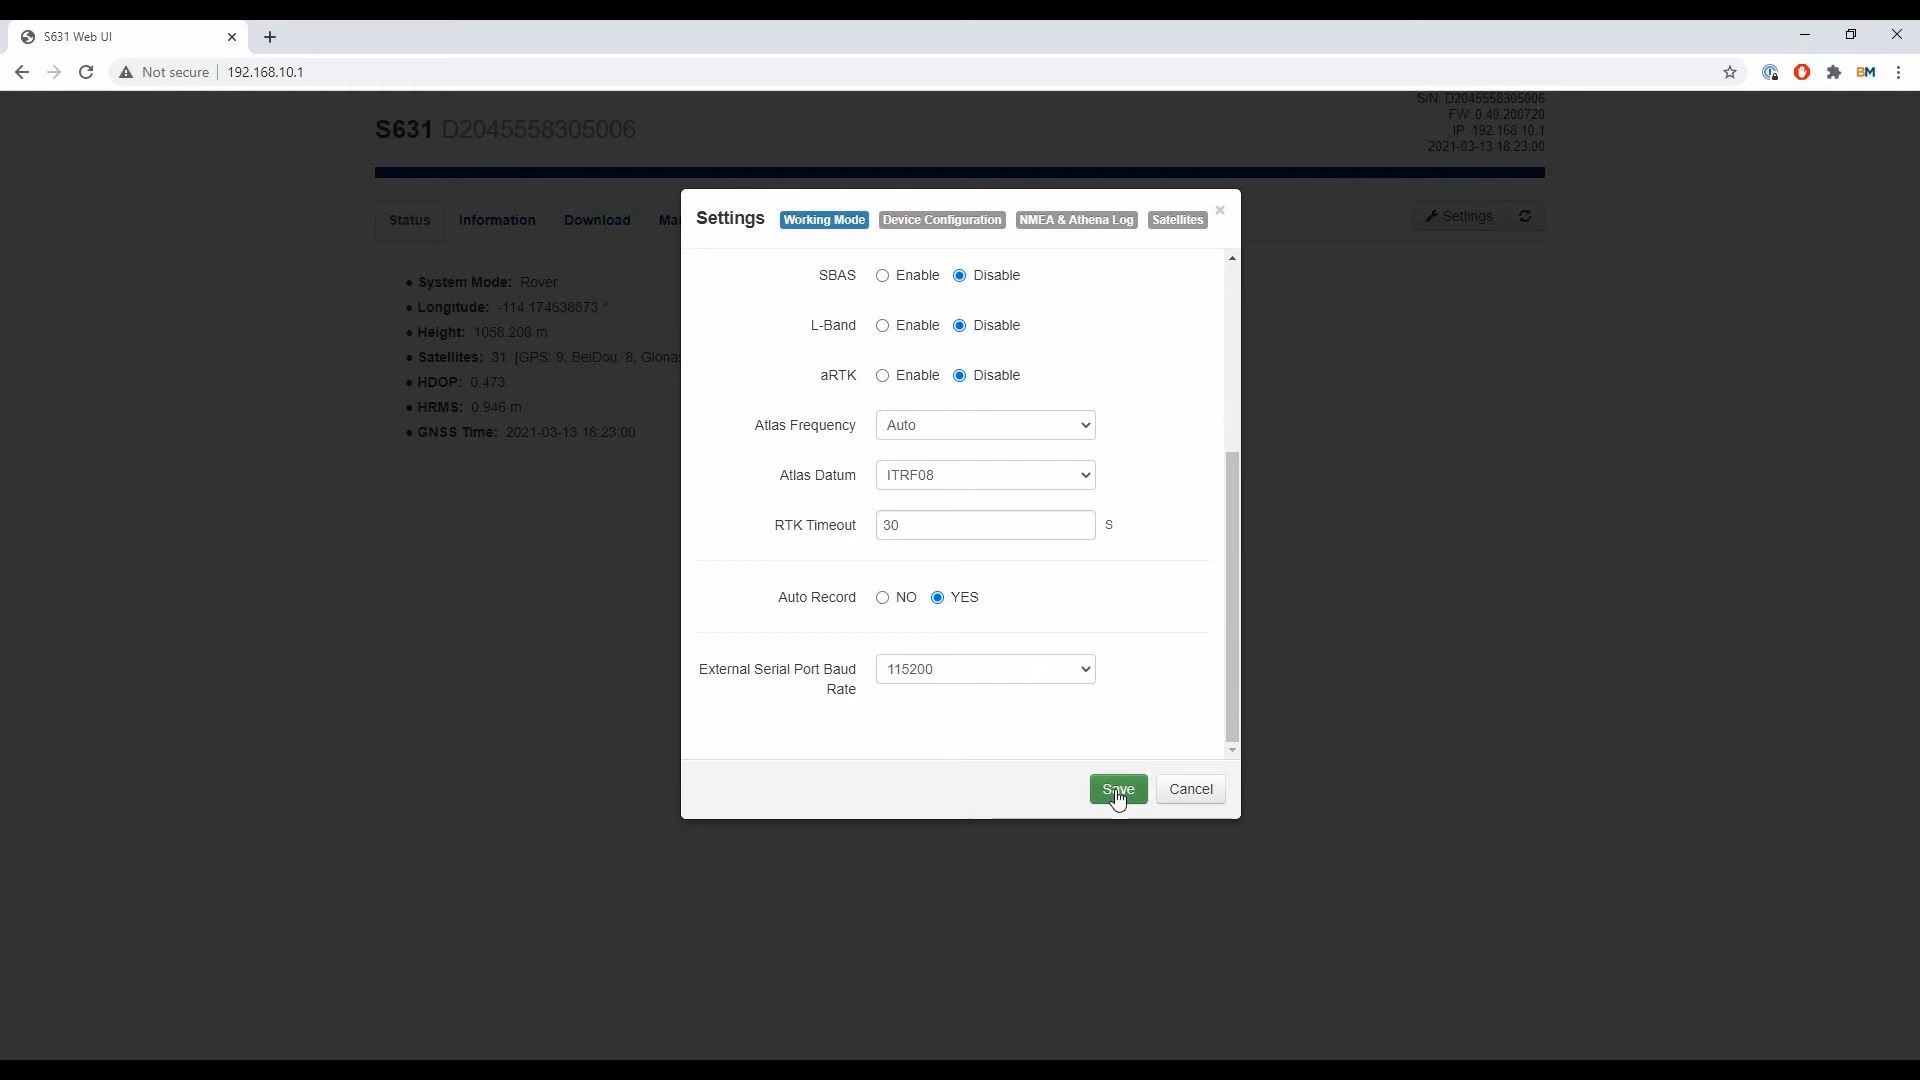 S631 Web UI
Not secure
192.168.10.1
BM
S631 D2045558305006
S/N: D2045558305006
FW: 0.40.200720
IP: 192.168.10.1
2021-03-13 18:23:00
Status
Information
Download
Settings
• System Mode: Rover
• Longitude: -114.174638873 °
• Height: 1058.208 m
• Satellites: 31 [GPS: 9, BeiDou: 8,
• HDOP: 0.473
• HRMS: 0.946 m
• GNSS Time: 2021-03-13 18:23:00
Settings Working Mode Device Configuration NMEA & Athena Log Satellites ×
SBAS Enable Disable
L-Band Enable Disable
aRTK Enable Disable
Atlas Frequency Auto
Atlas Datum ITRF08
RTK Timeout 30 S
Auto Record NO YES
External Serial Port Baud Rate 115200
Save Cancel